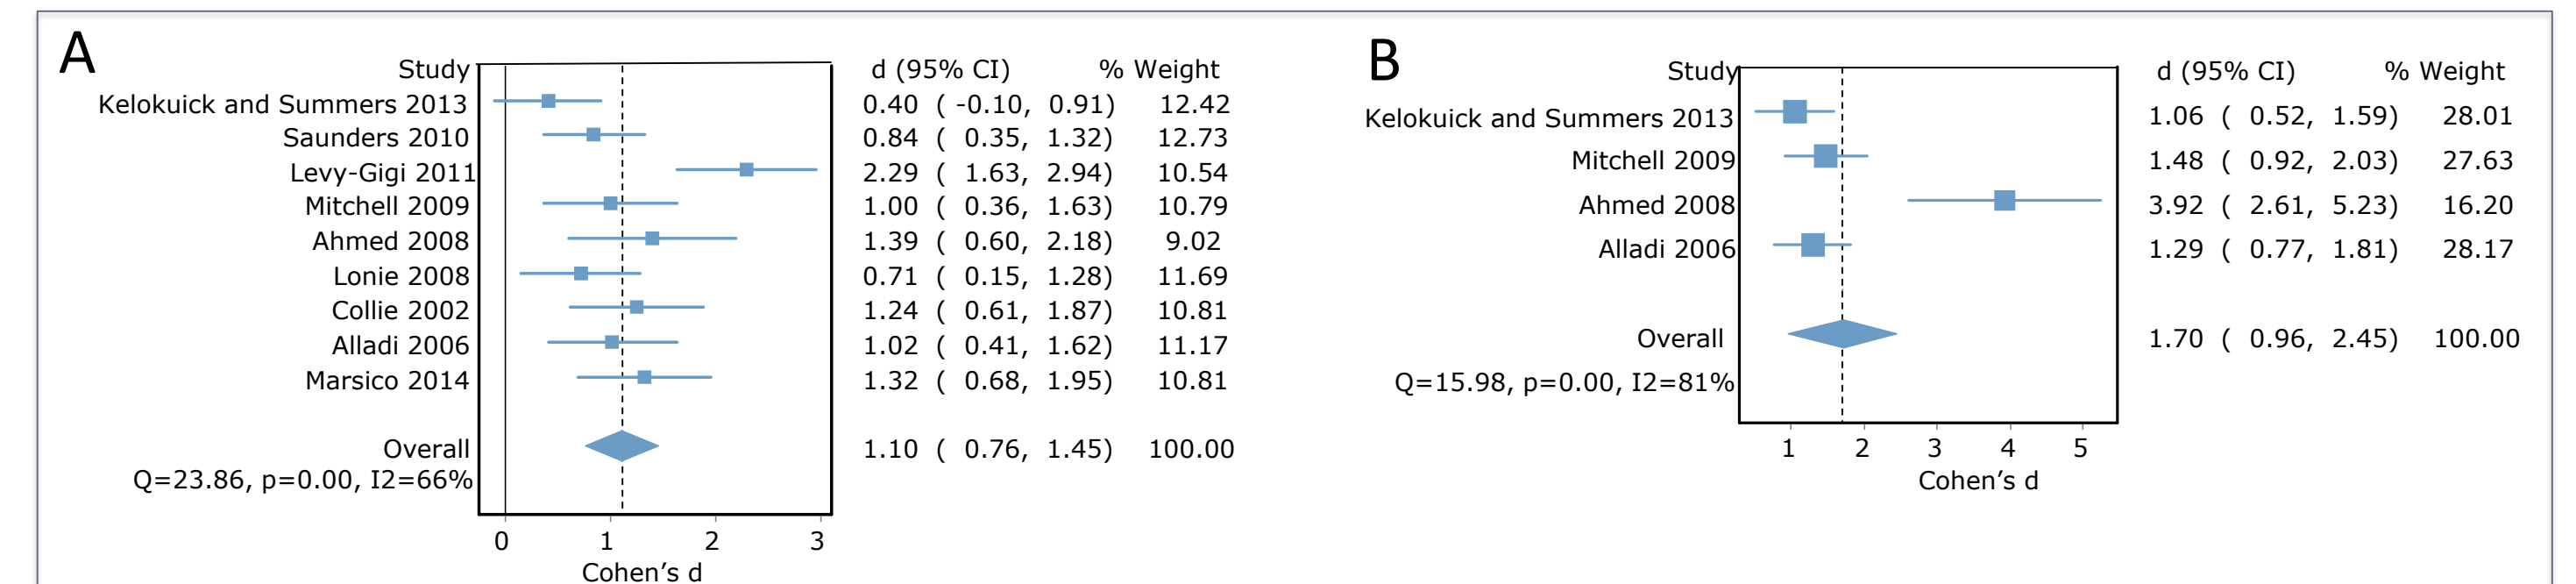 A
Study d (95% CI) % Weight
Kelokuick and Summers 2013 0.40 ( -0.10, 0.91) 12.42
Saunders 2010 0.84 ( 0.35, 1.32) 12.73
Levy-Gigi 2011 2.29 ( 1.63, 2.94) 10.54
Mitchell 2009 1.00 ( 0.36, 1.63) 10.79
Ahmed 2008 1.39 ( 0.60, 2.18) 9.02
Lonie 2008 0.71 ( 0.15, 1.28) 11.69
Collie 2002 1.24 ( 0.61, 1.87) 10.81
Alladi 2006 1.02 ( 0.41, 1.62) 11.17
Marsico 2014 1.32 ( 0.68, 1.95) 10.81
Overall 1.10 ( 0.76, 1.45) 100.00
Q=23.86, p=0.00, I2=66%
0 1 2 3
Cohen's d
B
Study d (95% CI) % Weight
Kelokuick and Summers 2013 1.06 ( 0.52, 1.59) 28.01
Mitchell 2009 1.48 ( 0.92, 2.03) 27.63
Ahmed 2008 3.92 ( 2.61, 5.23) 16.20
Alladi 2006 1.29 ( 0.77, 1.81) 28.17
Overall 1.70 ( 0.96, 2.45) 100.00
Q=15.98, p=0.00, I2=81%
1 2 3 4 5
Cohen's d